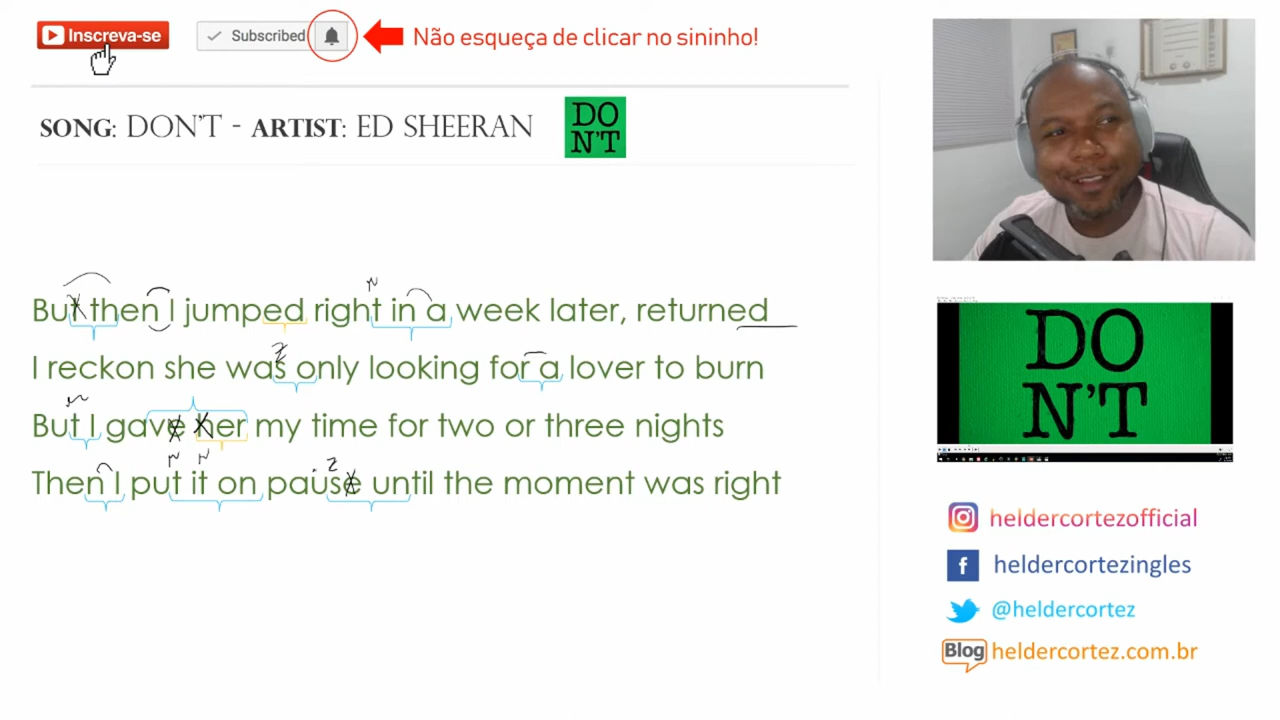 Inscreva-se
Subscribed
Não esqueça de clicar no sininho!
SONG: DON'T - ARTIST: ED SHEERAN
DO
N'T
But then I jumped right in a week later, returned
I reckon she was only looking for a lover to burn
But I gave her my time for two or three nights
Then I put it on pause until the moment was right
DO
N'T
heldercortezofficial
heldercortezingles
@heldercortez
Blog heldercortez.com.br